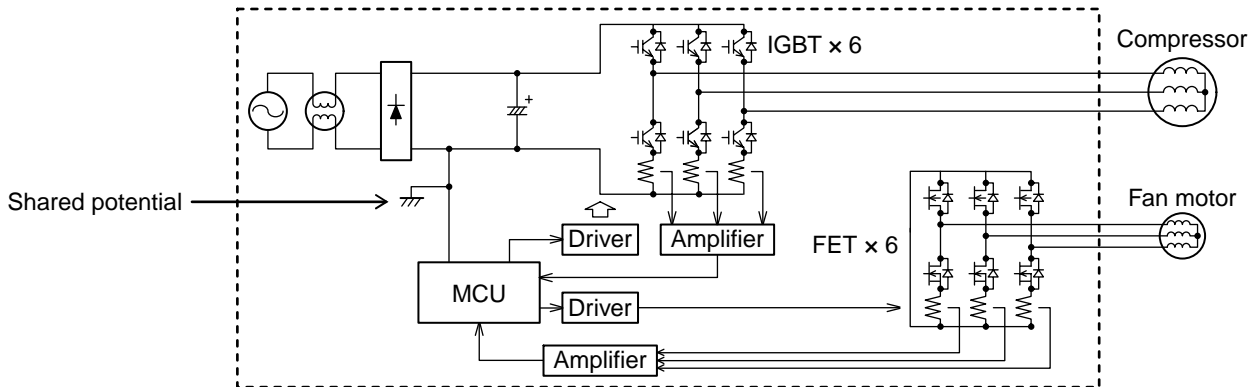 IGBT × 6
Compressor
Shared potential
Fan motor
Driver
Amplifier
FET × 6
MCU
Driver
Amplifier
+